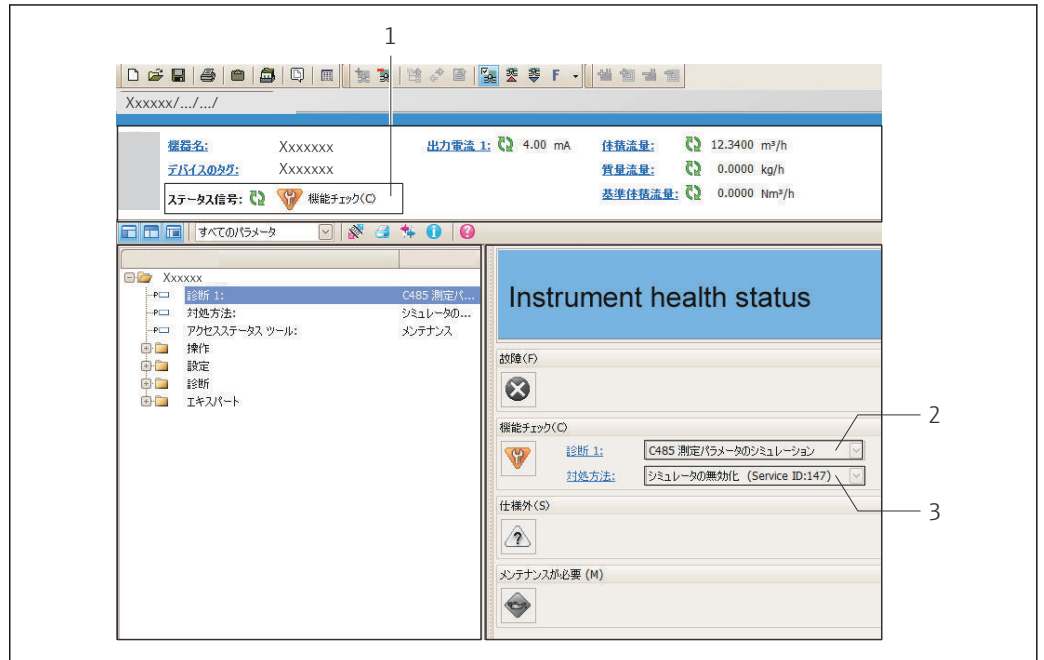 1
F
Xxxxxx/.../.../
機器名: Xxxxxxx
出力電流 1: 4.00 mA
体積流量: 12.3400 m³/h
デバイスのタグ: Xxxxxxx
質量流量: 0.0000 kg/h
ステータス信号: 機能チェック(C)
基準体積流量: 0.0000 Nm³/h
すべてのパラメータ
Xxxxxx
診断 1: C485 測定パ...
対処方法: シミュレータの...
アクセスステータス ツール: メンテナンス
操作
設定
診断
エキスパート
Instrument health status
故障(F)
機能チェック(C)
診断 1: C485 測定パラメータのシミュレーション
2
対処方法: シミュレータの無効化 (Service ID:147)
3
仕様外(S)
メンテナンスが必要 (M)